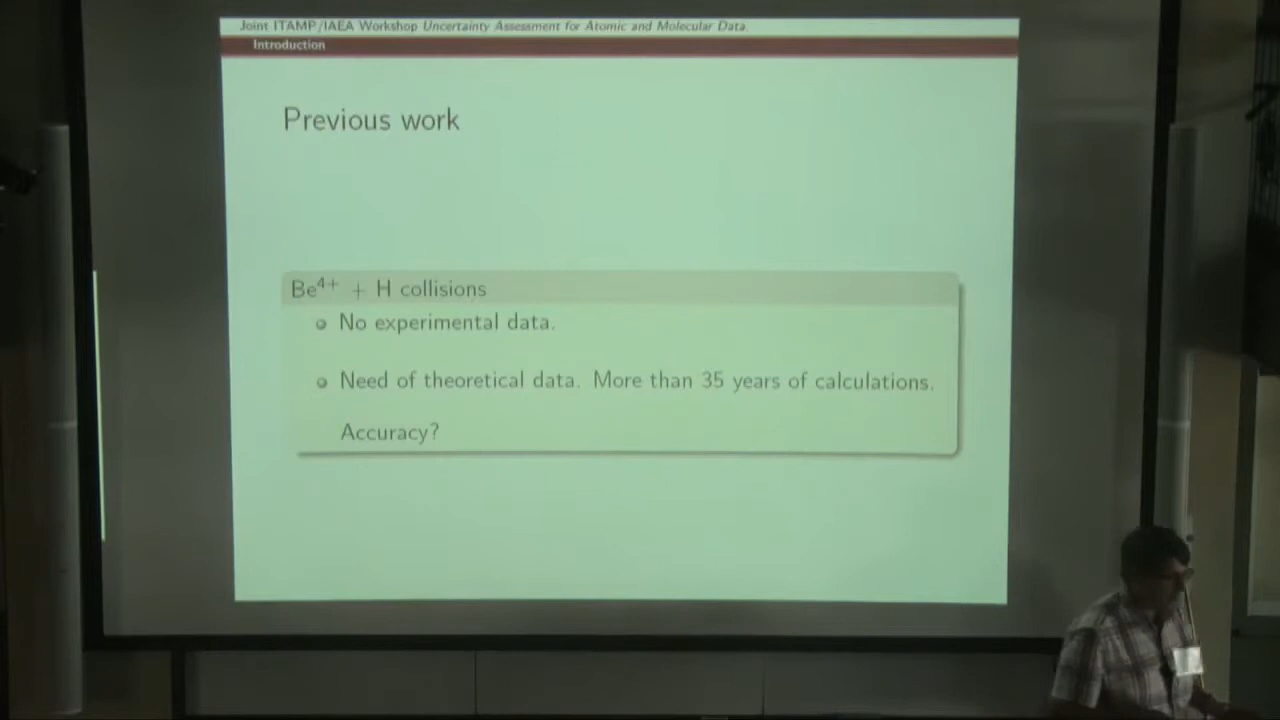 Joint ITAMP/IAEA Workshop Uncertainty Assessment for Atomic and Molecular Data.
Introduction
Previous work
Be⁴⁺ + H collisions
No experimental data.
Need of theoretical data. More than 35 years of calculations.
Accuracy?